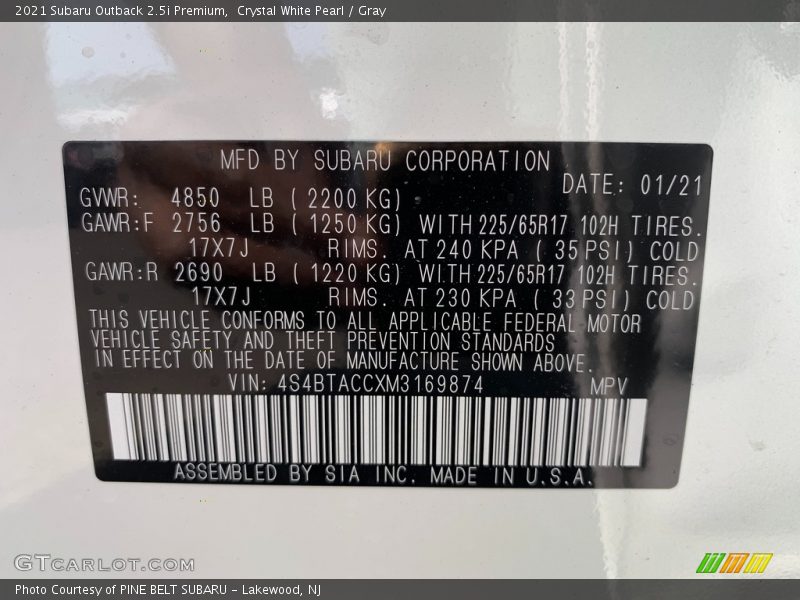 2021 Subaru Outback 2.5i Premium,  Crystal White Pearl / Gray
MFD BY SUBARU CORPORATION
DATE: 01/21
GVWR: 4850 LB (2200 KG)
GAWR:F 2756 LB (1250 KG) WITH 225/65R17 102H TIRES.
17X7J RIMS. AT 240 KPA (35 PSI) COLD
GAWR:R 2690 LB (1220 KG) WITH 225/65R17 102H TIRES.
17X7J RIMS. AT 230 KPA (33 PSI) COLD
THIS VEHICLE CONFORMS TO ALL APPLICABLE FEDERAL MOTOR
VEHICLE SAFETY AND THEFT PREVENTION STANDARDS
IN EFFECT ON THE DATE OF MANUFACTURE SHOWN ABOVE.
VIN: 4S4BTACCXM3169874 MPV
ASSEMBLED BY SIA INC. MADE IN U.S.A.
GTCARLOT.COM
Photo Courtesy of PINE BELT SUBARU - Lakewood, NJ